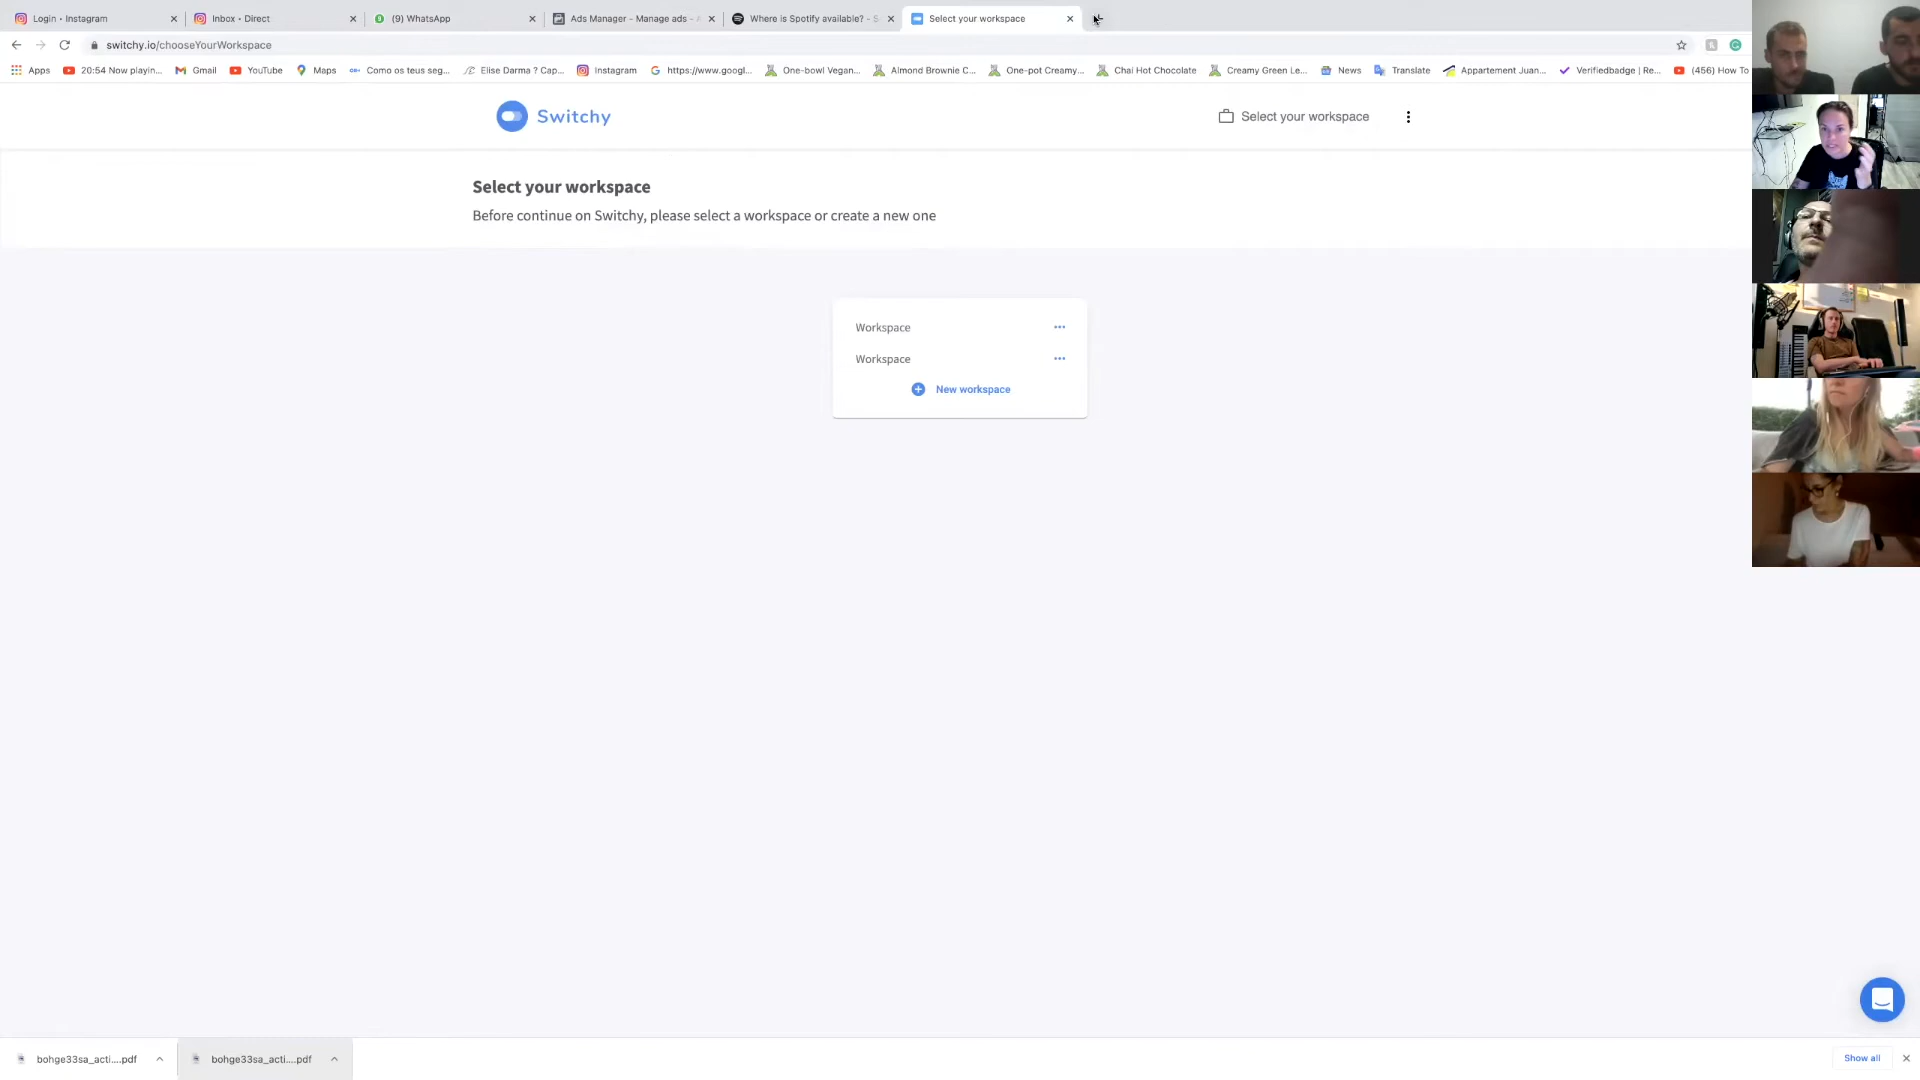 Login • Instagram
Inbox • Direct
(9) WhatsApp
Ads Manager - Manage ads -
Where is Spotify available? - S
Select your workspace
switchy.io/chooseYourWorkspace
Apps
20:54 Now playin...
Gmail
YouTube
Maps
Como os teus seg...
Elise Darma ? Cap...
Instagram
https://www.googl...
One-bowl Vegan...
Almond Brownie C...
One-pot Creamy...
Chai Hot Chocolate
Creamy Green Le...
News
Translate
Appartement Juan...
Verifiedbadge | Re...
(456) How To
Switchy
Select your workspace
Select your workspace
Before continue on Switchy, please select a workspace or create a new one
Workspace
Workspace
New workspace
bohge33sa_acti....pdf
bohge33sa_acti....pdf
Show all